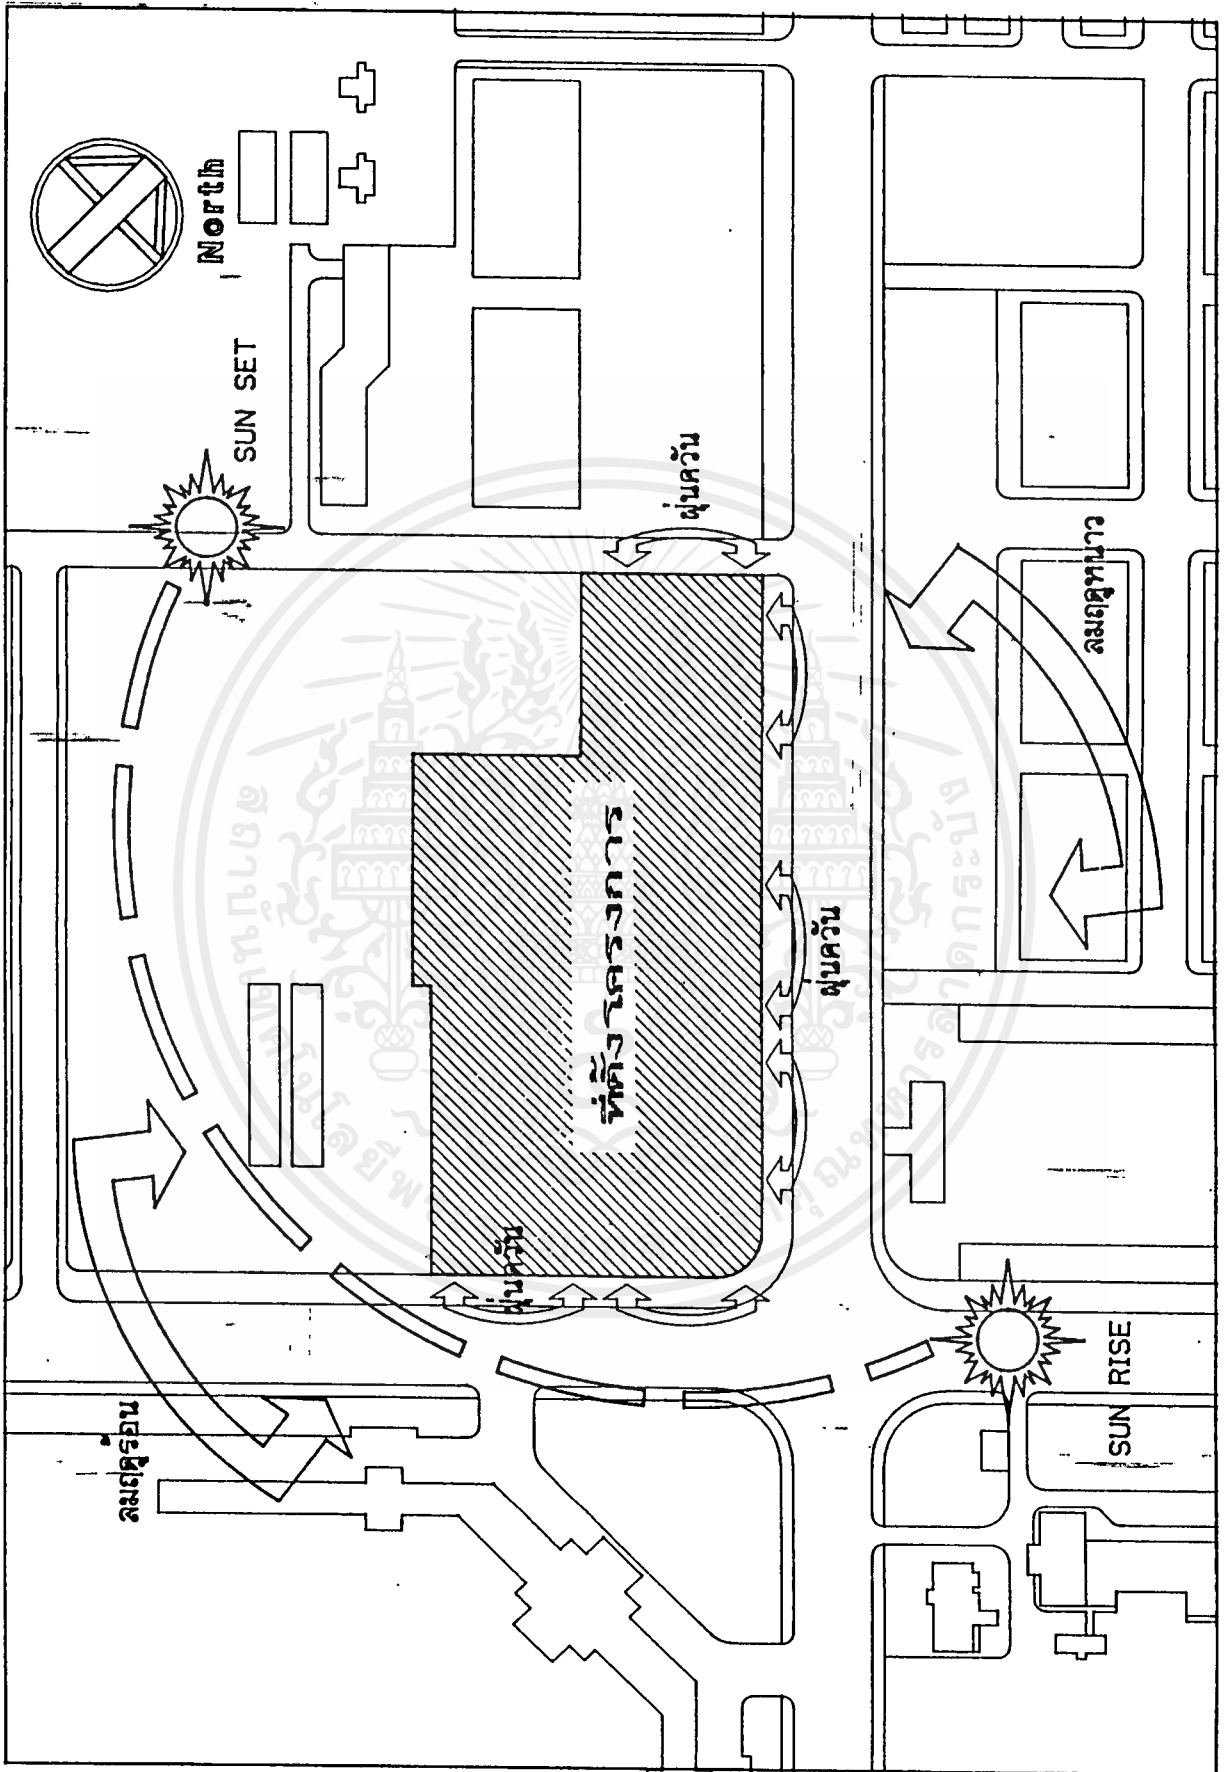 North
SUN SET
ฝุ่นควัน
ลมฤดูหนาว
ที่ตั้งโครงการ
ฝุ่นควัน
ฝุ่นควัน
ลมฤดูร้อน
SUN RISE